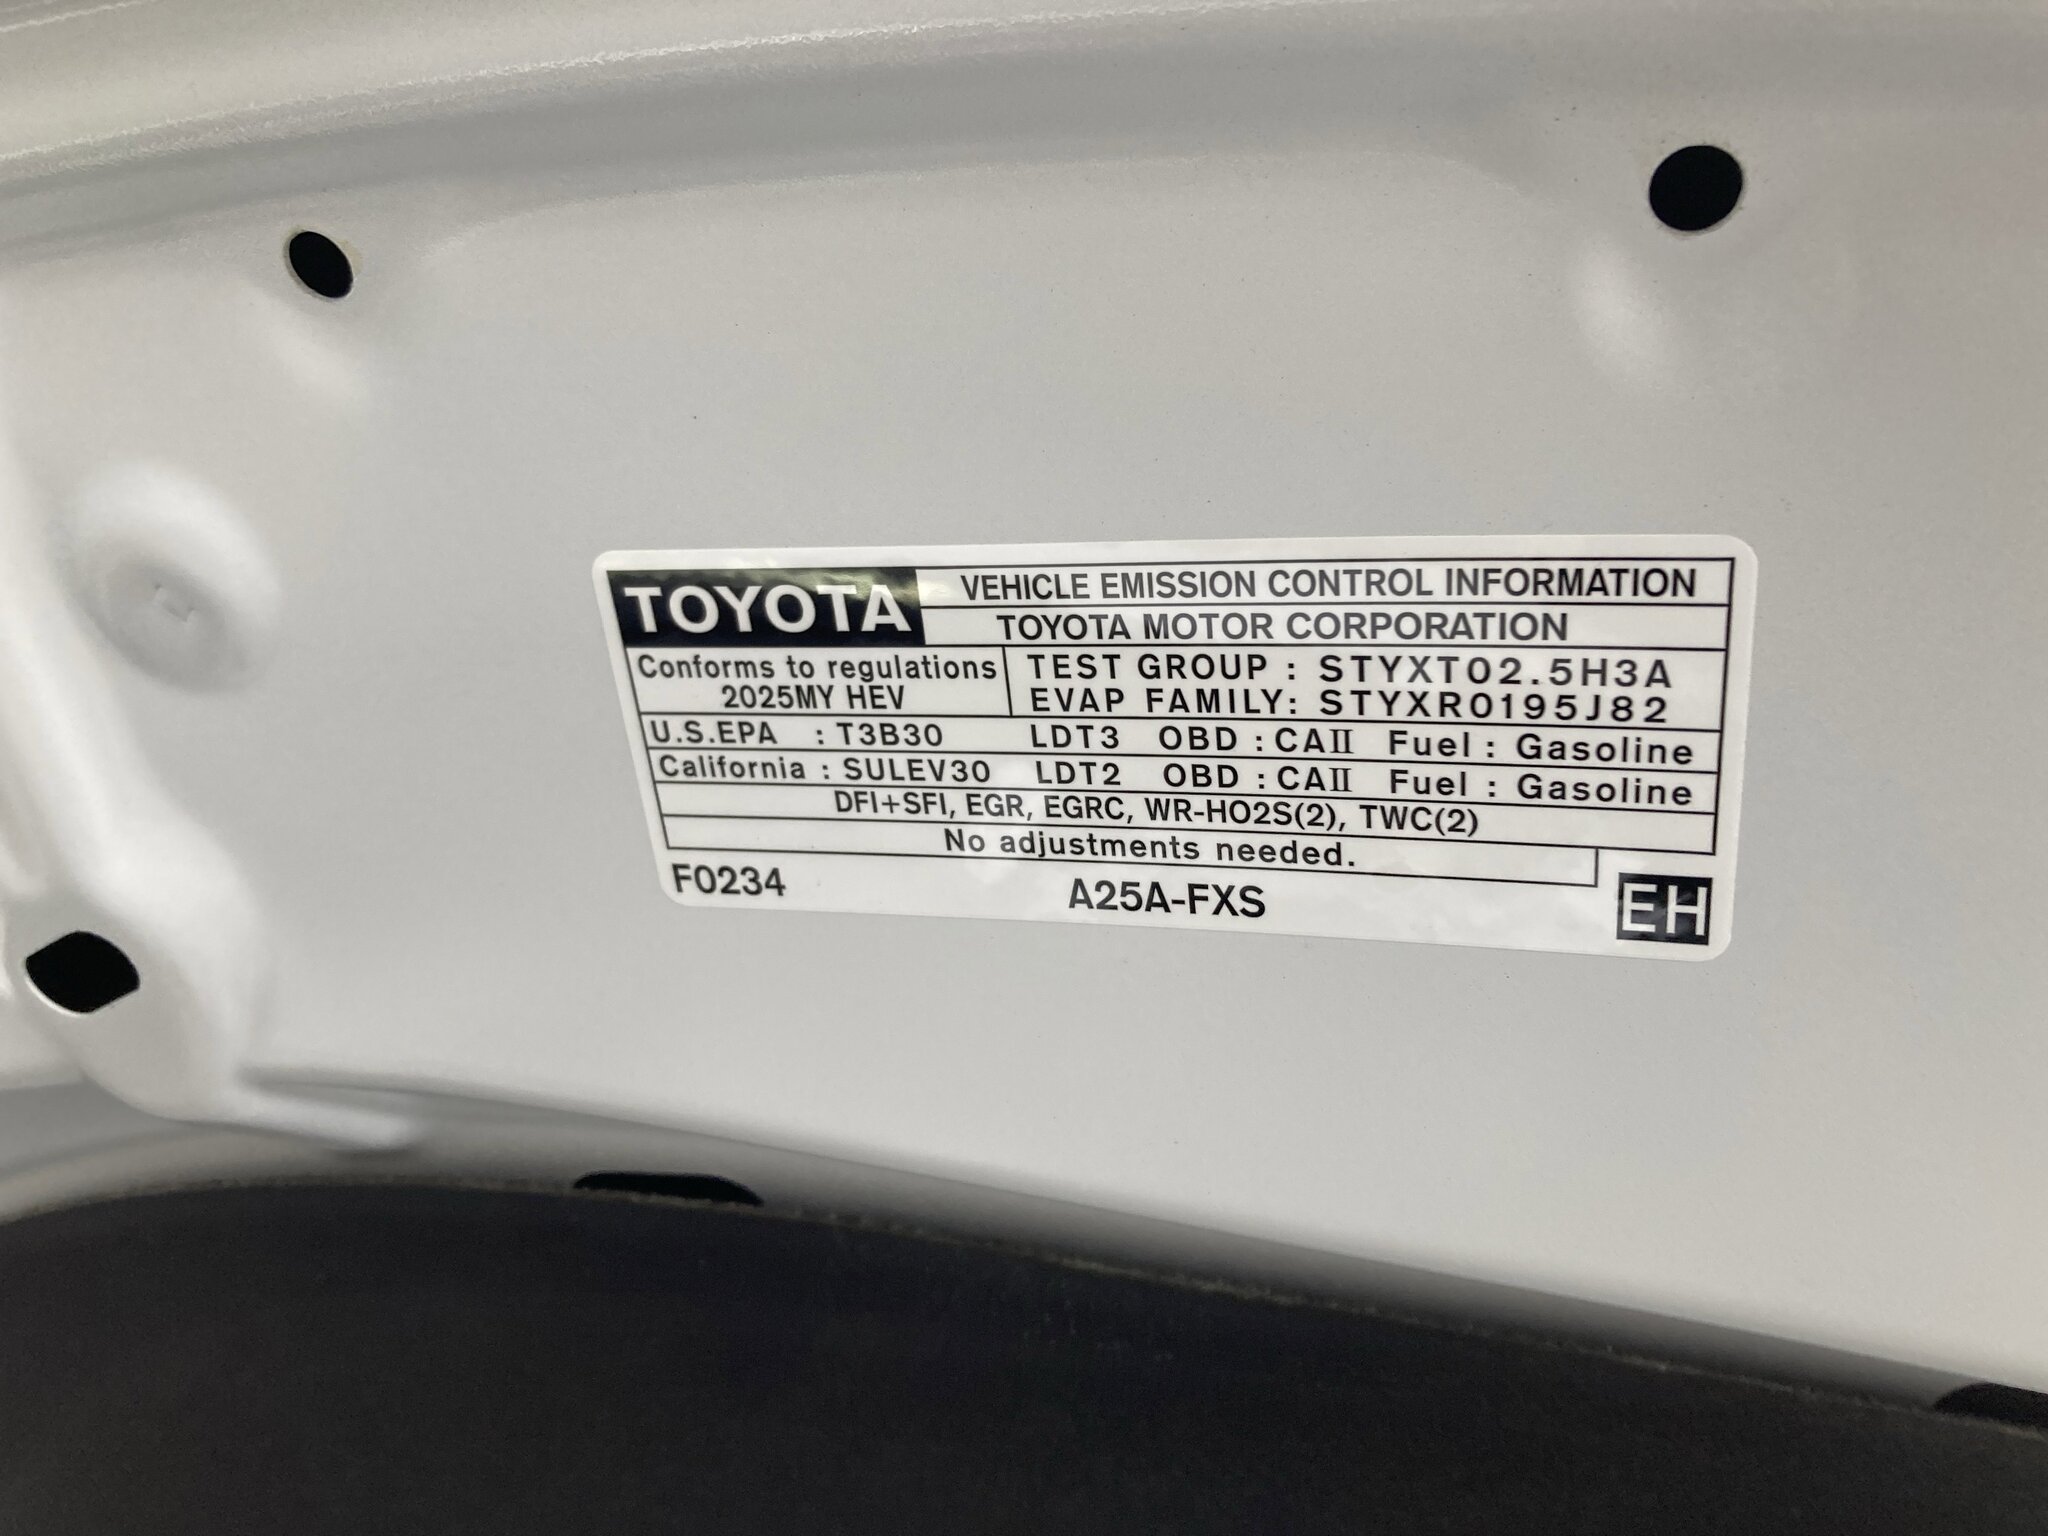 TOYOTA
VEHICLE EMISSION CONTROL INFORMATION
TOYOTA MOTOR CORPORATION
Conforms to regulations
2025MY HEV
TEST GROUP : STYXT02.5H3A
EVAP FAMILY: STYXR0195J82
U.S.EPA : T3B30 LDT3 OBD : CAII Fuel : Gasoline
California : SULEV30 LDT2 OBD : CAII Fuel : Gasoline
DFI+SFI, EGR, EGRC, WR-HO2S(2), TWC(2)
No adjustments needed.
F0234 A25A-FXS EH